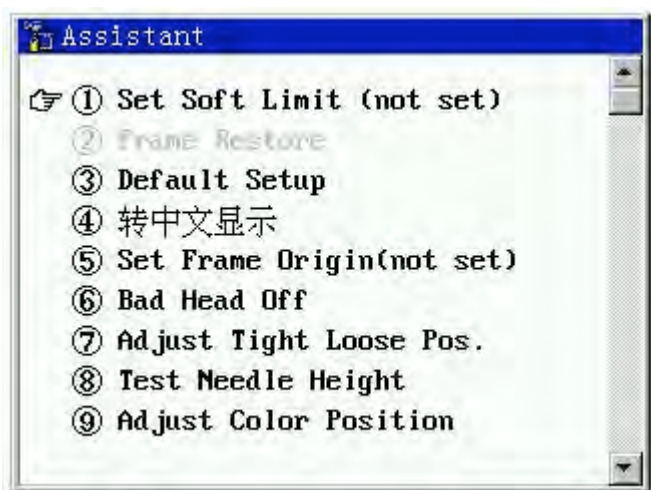 Assistant
① Set Soft Limit (not set)
② Frame Restore
③ Default Setup
④ 转中文显示
⑤ Set Frame Origin(not set)
⑥ Bad Head Off
⑦ Adjust Tight Loose Pos.
⑧ Test Needle Height
⑨ Adjust Color Position